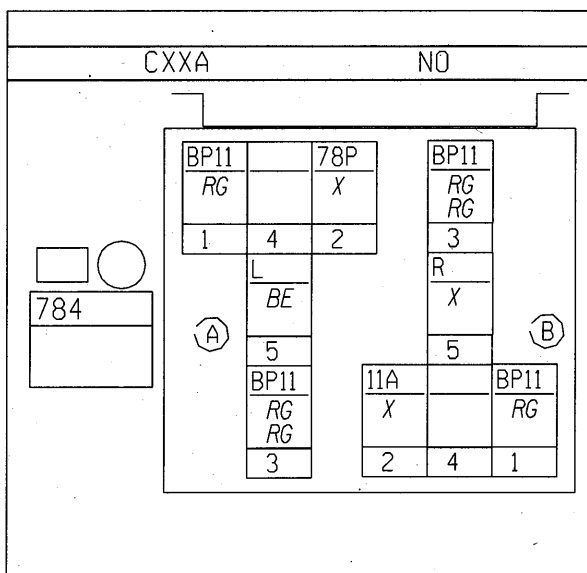 CXXA NO
BP11 78P BP11
RG X RG
RG
1 4 2 3
L R
BE X
784
A B
5 5
BP11 11A BP11
RG X RG
RG
3 2 4 1